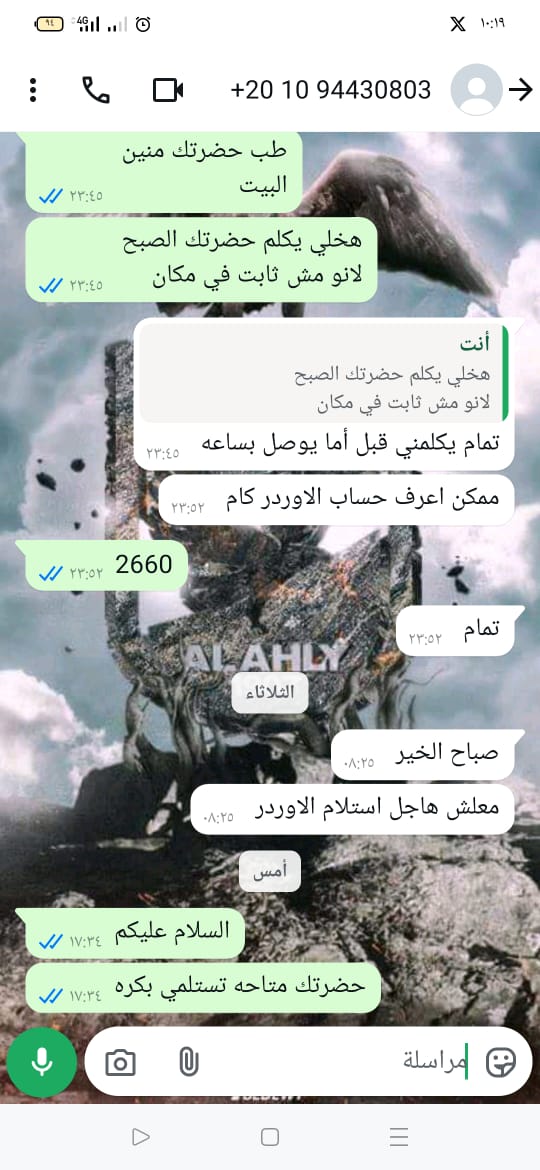 ٩٤
4G
١٠:١٩
+20 10 94430803
طب حضرتك منين
البيت
٢٣:٤٥
هخلي يكلم حضرتك الصبح
لانو مش ثابت في مكان
٢٣:٤٥
أنت
هخلي يكلم حضرتك الصبح
لانو مش ثابت في مكان
تمام يكلمني قبل أما يوصل بساعه
٢٣:٤٥
ممكن اعرف حساب الاوردر كام
٢٣:٥٢
2660
٢٣:٥٢
تمام
٢٣:٥٢
ALAHLY
الثلاثاء
صباح الخير
٠٨:٢٥
معلش هاجل استلام الاوردر
٠٨:٢٥
أمس
السلام عليكم
١٧:٣٤
حضرتك متاحه تستلمي بكره
١٧:٣٤
مراسلة